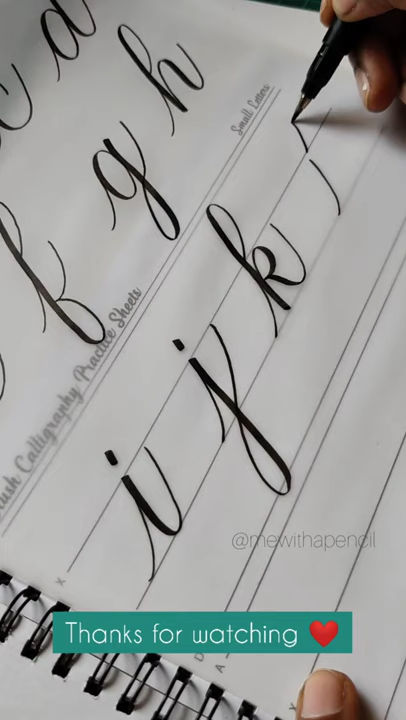 d
g h
f
Small Letters
Brush Calligraphy Practice Sheets
i j k
@mewithapencil
Thanks for watching ❤️
x
D
A
x